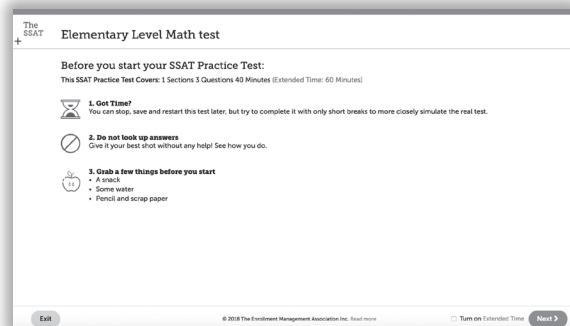 The
SSAT
Elementary Level Math test
Before you start your SSAT Practice Test:
This SSAT Practice Test Covers: 1 Sections 3 Questions 40 Minutes (Extended Time: 60 Minutes)
1. Got Time?
You can stop, save and restart this test later, but try to complete it with only short breaks to more closely simulate the real test.
2. Do not look up answers
Give it your best shot without any help! See how you do.
3. Grab a few things before you start
• A snack
• Some water
• Pencil and scrap paper
Exit
© 2018 The Enrollment Management Association Inc. Read more
Turn on Extended Time
Next >